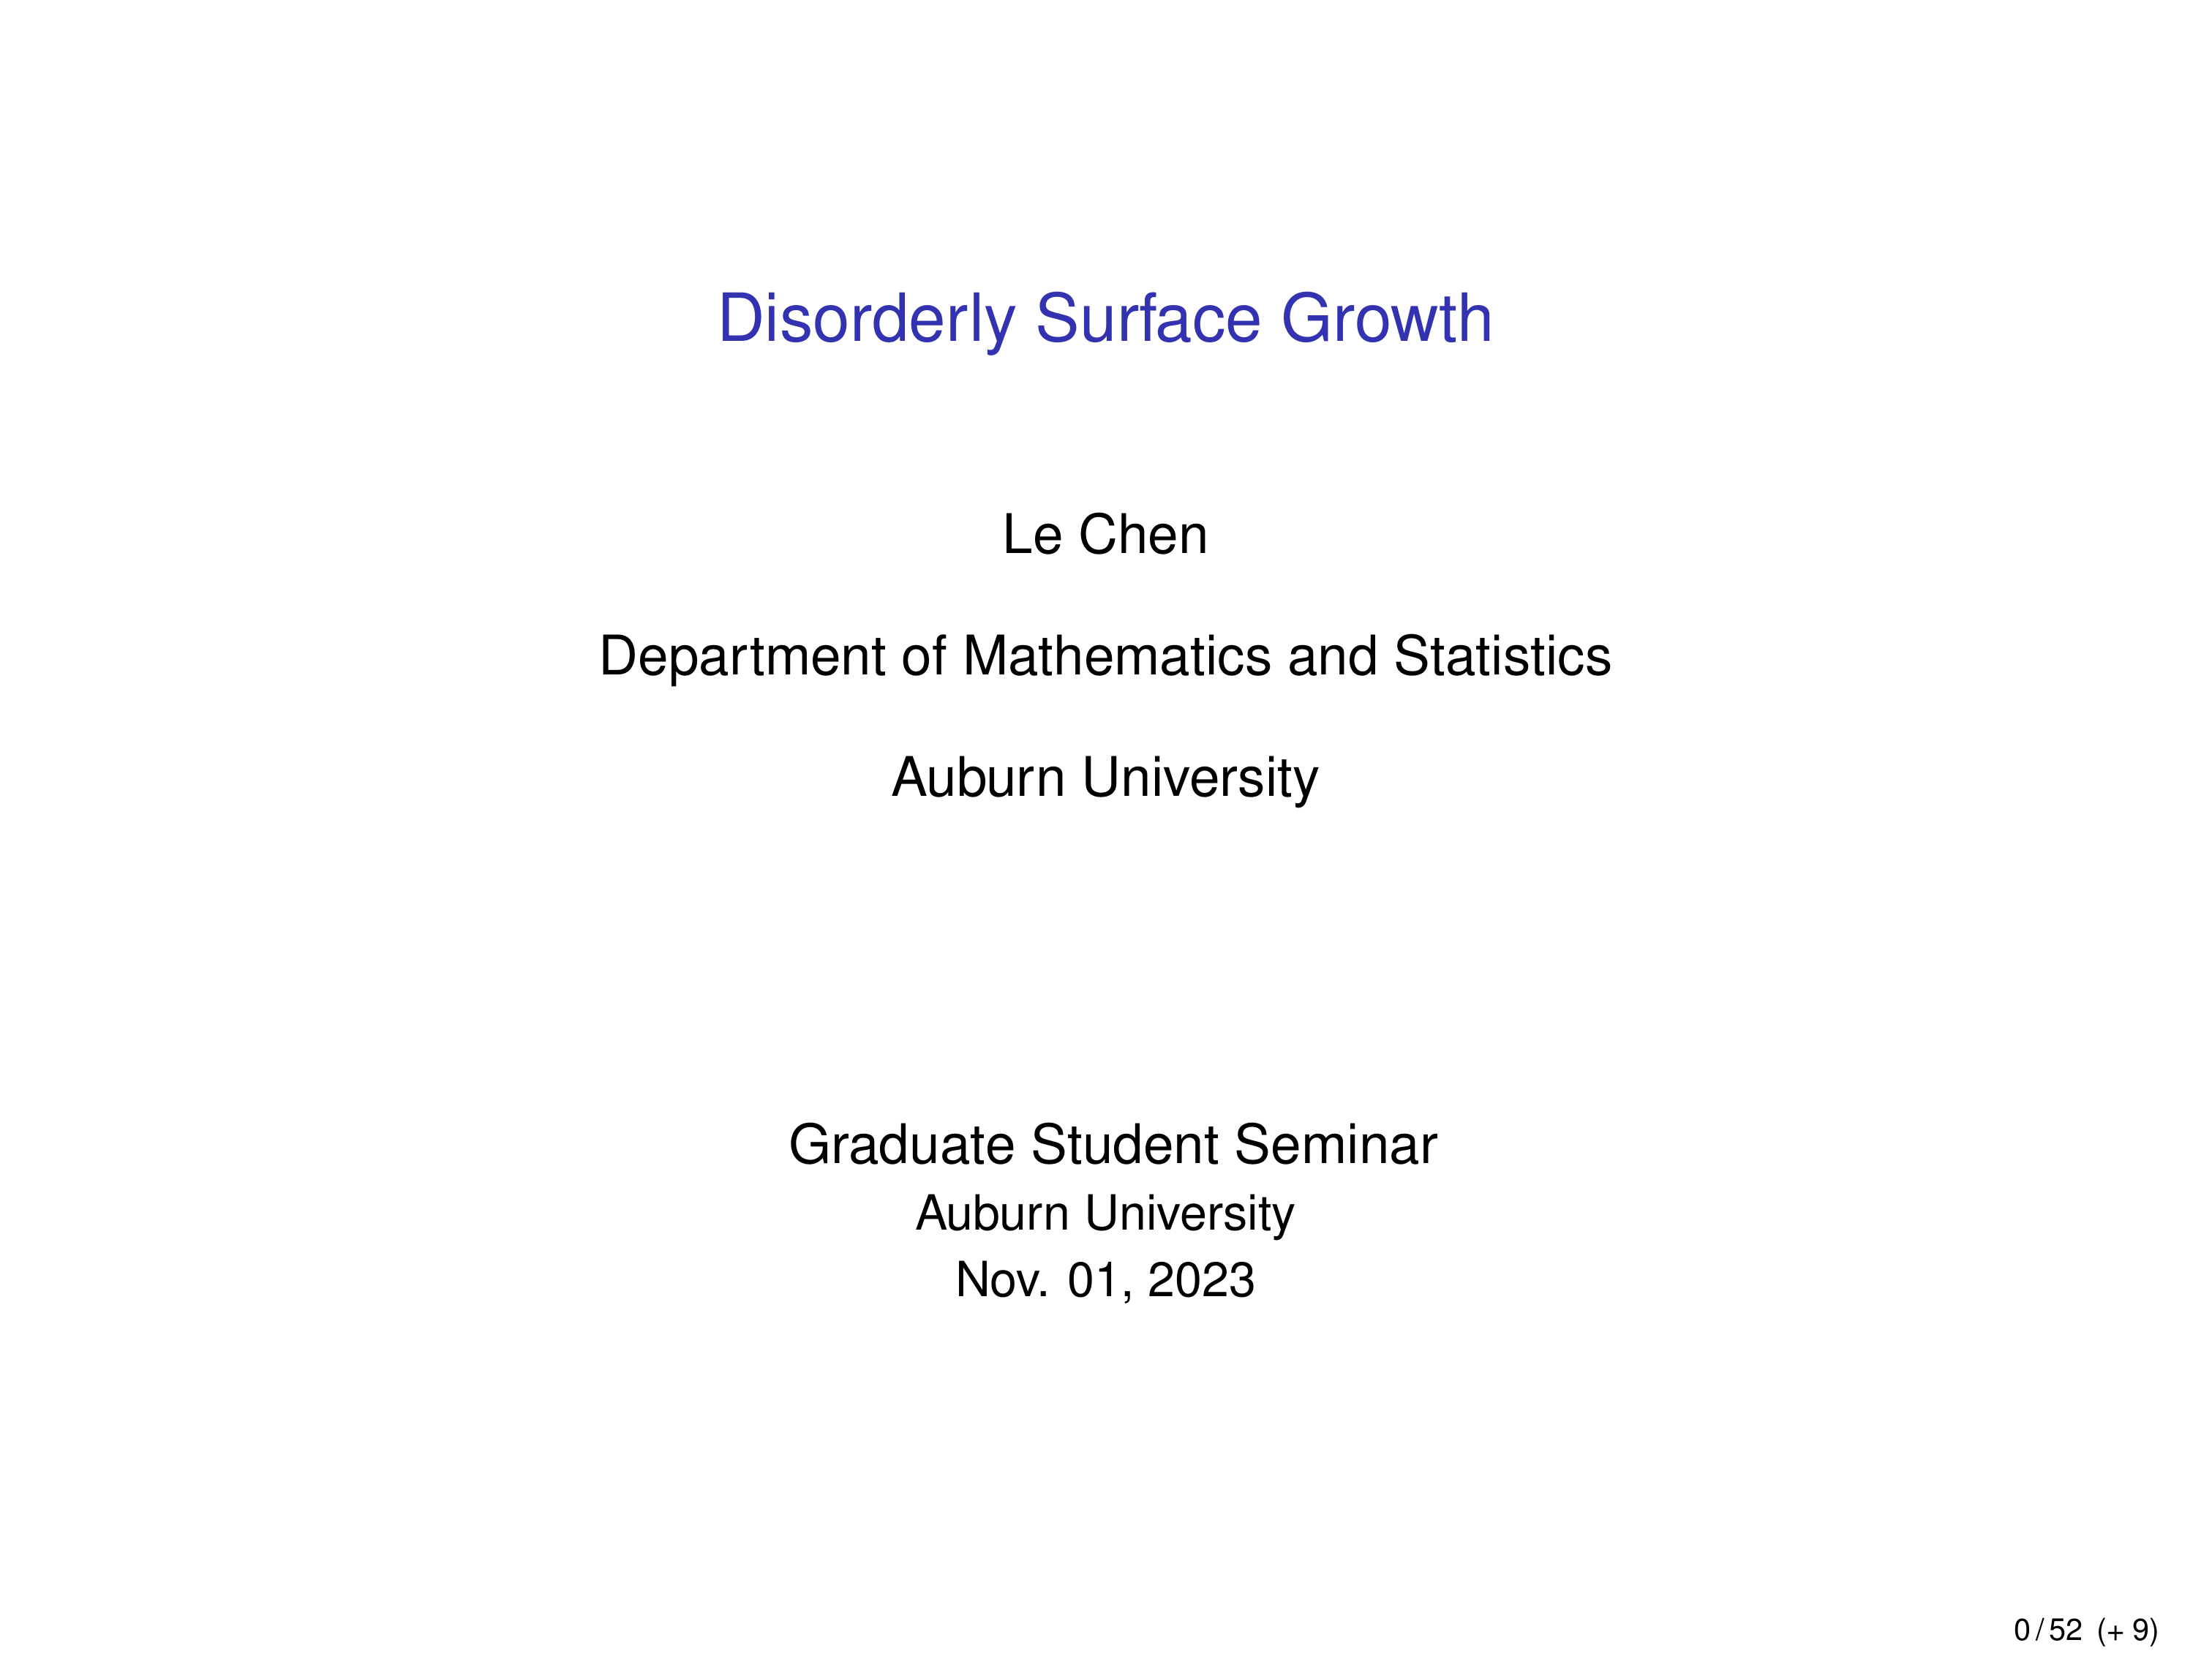 Disorderly Surface Growth
Le Chen
Department of Mathematics and Statistics
Auburn University
Graduate Student Seminar
Auburn University
Nov. 01, 2023
0/52 (+ 9)